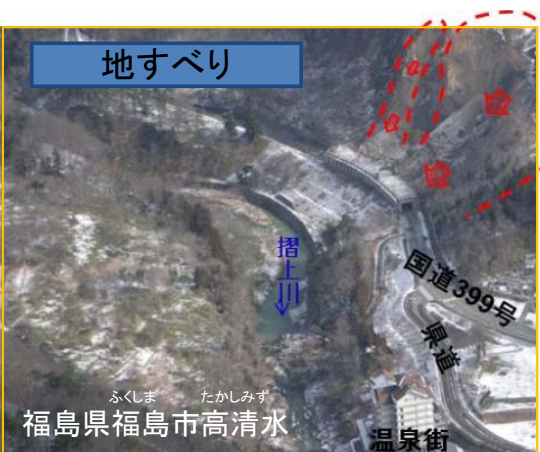 地すべり
摺上川
国道399号
県道
ふくしま たかしみず
福島県福島市高清水
温泉街